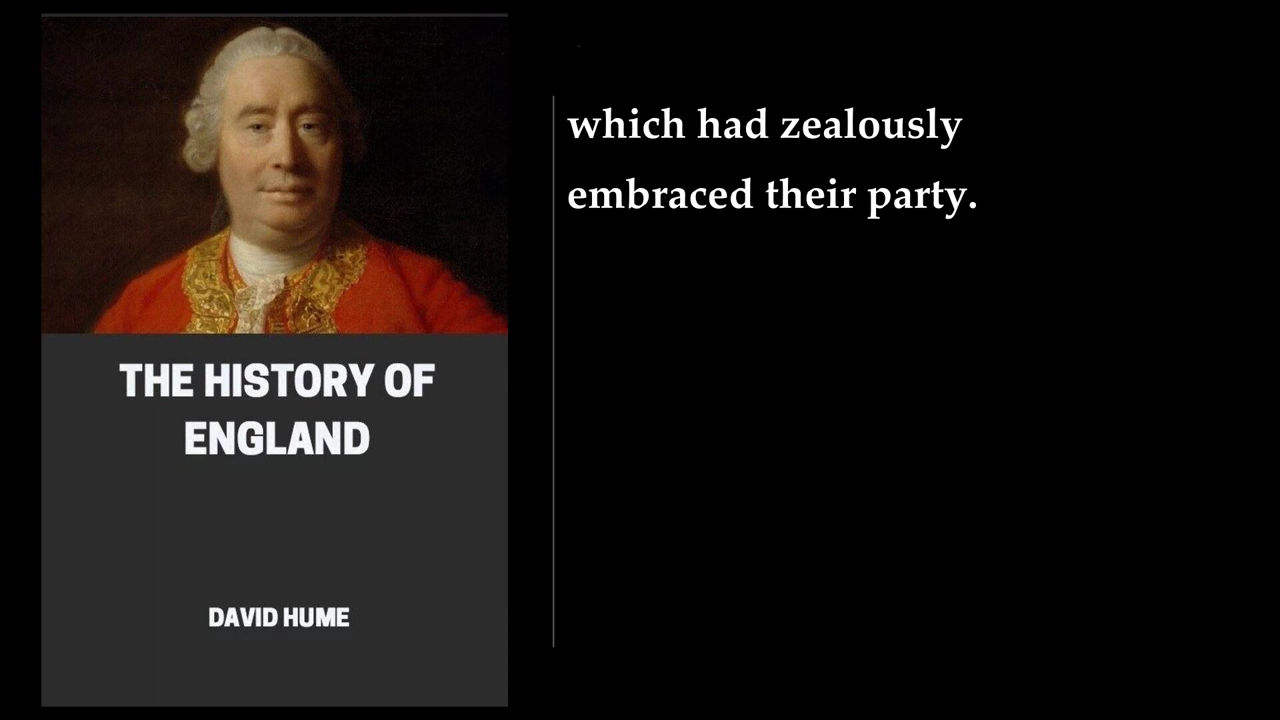 THE HISTORY OF
ENGLAND
DAVID HUME
which had zealously
embraced their party.